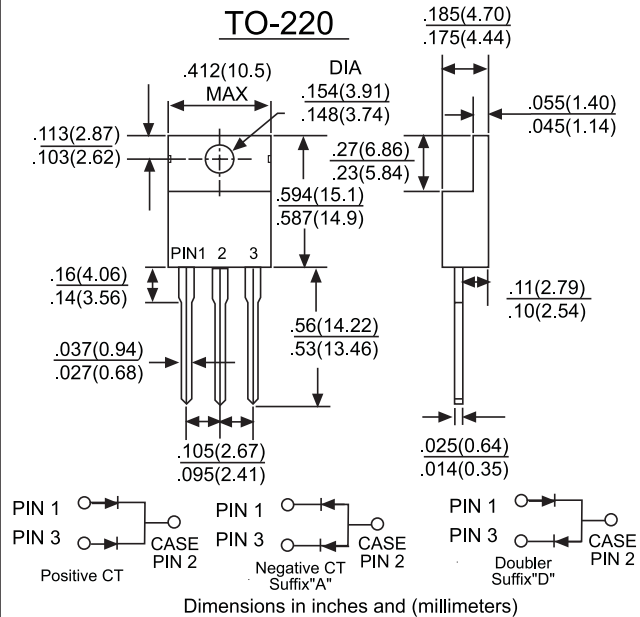 TO-220
.185(4.70)
.175(4.44)
.412(10.5)
MAX
DIA
.154(3.91)
.148(3.74)
.055(1.40)
.045(1.14)
.113(2.87)
.103(2.62)
.27(6.86)
.23(5.84)
.594(15.1)
.587(14.9)
PIN1 2 3
.16(4.06)
.14(3.56)
.11(2.79)
.10(2.54)
.56(14.22)
.53(13.46)
.037(0.94)
.027(0.68)
.105(2.67)
.095(2.41)
.025(0.64)
.014(0.35)
PIN 1
PIN 3
CASE
PIN 2
Positive CT
PIN 1
PIN 3
CASE
PIN 2
Negative CT
Suffix"A"
PIN 1
PIN 3
CASE
PIN 2
Doubler
Suffix"D"
Dimensions in inches and (millimeters)